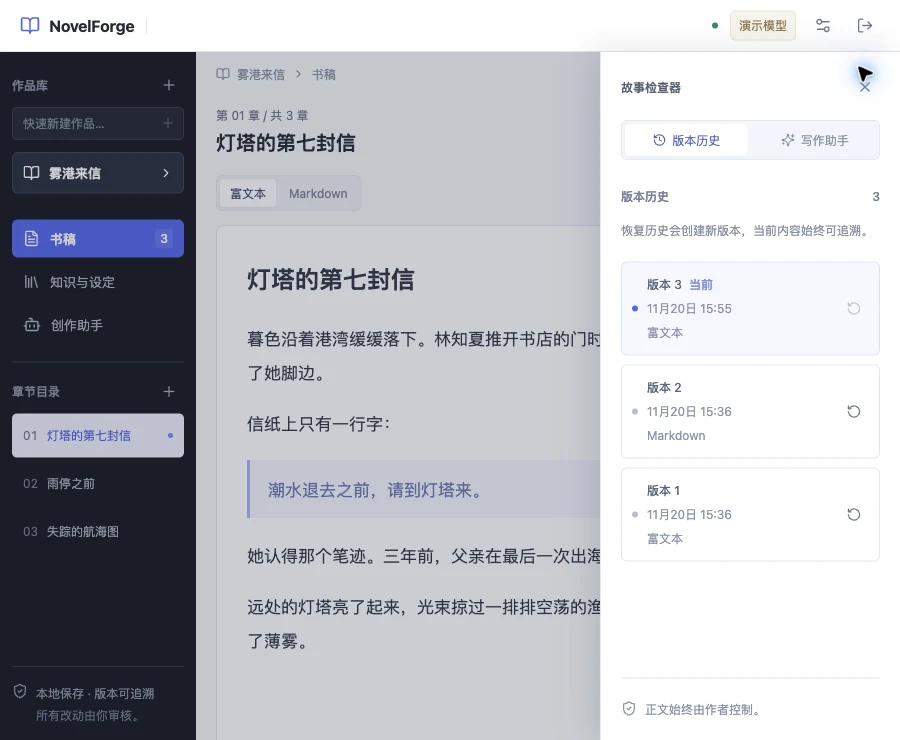 NovelForge
演示模型
作品库
快速新建作品...
雾港来信
书稿
3
知识与设定
创作助手
章节目录
01 灯塔的第七封信
02 雨停之前
03 失踪的航海图
本地保存 · 版本可追溯
所有改动由你审核。
雾港来信 > 书稿
第 01 章 / 共 3 章
灯塔的第七封信
富文本 Markdown
灯塔的第七封信
暮色沿着港湾缓缓落下。林知夏推开书店的门时
了她脚边。
信纸上只有一行字：
潮水退去之前，请到灯塔来。
她认得那个笔迹。三年前，父亲在最后一次出海
远处的灯塔亮了起来，光束掠过一排排空荡的渔
了薄雾。
故事检查器
版本历史 写作助手
版本历史 3
恢复历史会创建新版本，当前内容始终可追溯。
版本 3 当前
11月20日 15:55
富文本
版本 2
11月20日 15:36
Markdown
版本 1
11月20日 15:36
富文本
正文始终由作者控制。